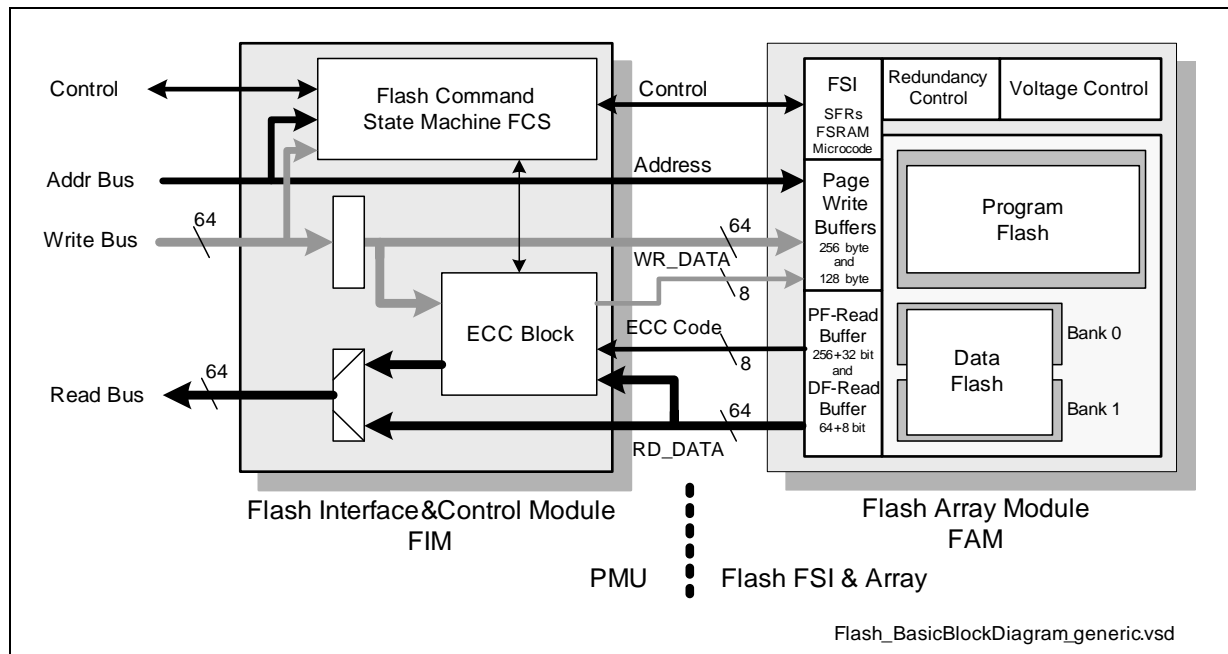 Control
Addr Bus
64
Write Bus
64
Read Bus
Flash Command
State Machine FCS
ECC Block
Flash Interface&Control Module
FIM
Control
Address
64
WR_DATA
8
ECC Code
8
64
RD_DATA
FSI
SFRs
FSRAM
Microcode
Redundancy
Control
Voltage Control
Page
Write
Buffers
256 byte
and
128 byte
PF-Read
Buffer
256+32 bit
and
DF-Read
Buffer
64+8 bit
Program
Flash
Data
Flash
Bank 0
Bank 1
Flash Array Module
FAM
PMU
Flash FSI & Array
Flash_BasicBlockDiagram_generic.vsd